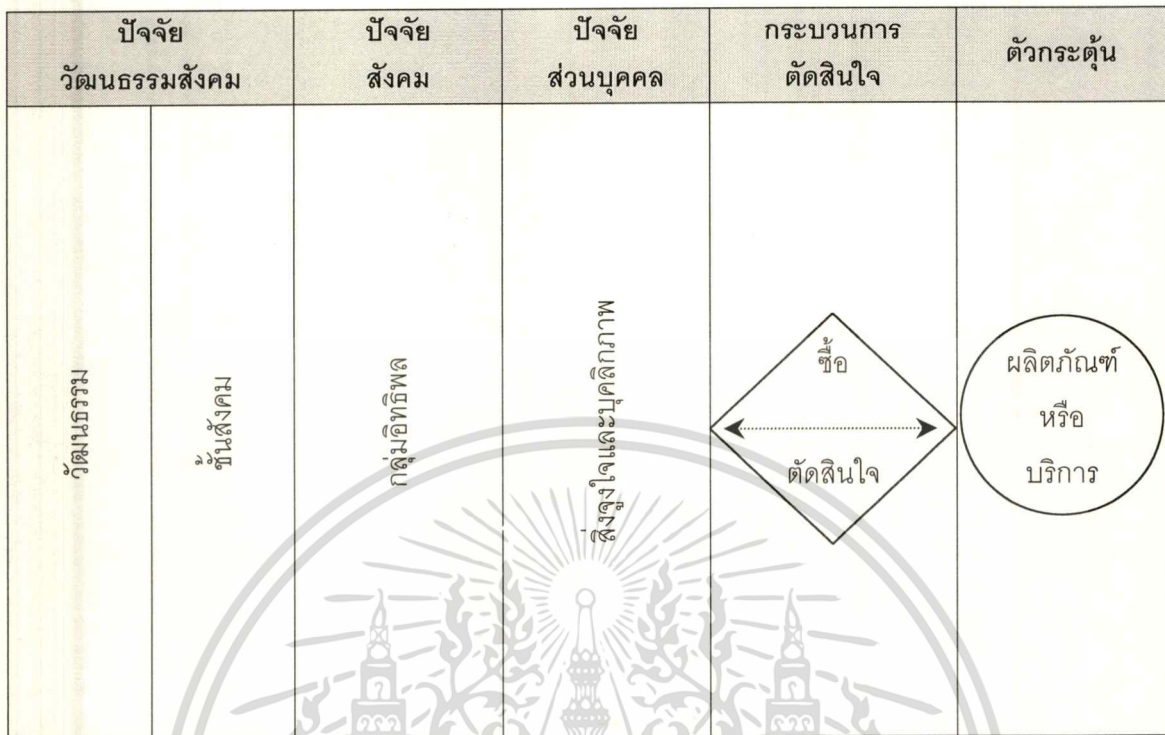 ปัจจัย
วัฒนธรรมสังคม
ปัจจัย
สังคม
ปัจจัย
ส่วนบุคคล
กระบวนการ
ตัดสินใจ
ตัวกระตุ้น
วัฒนธรรม
ชั้นสังคม
กลุ่มอิทธิพล
สิ่งจูงใจและบุคลิกภาพ
ซื้อ
ตัดสินใจ
ผลิตภัณฑ์
หรือ
บริการ